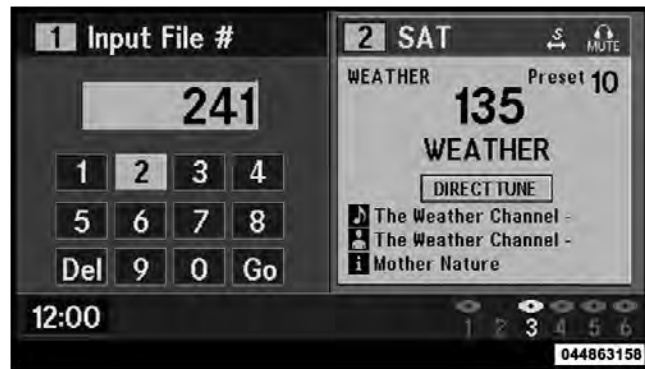 1 Input File #
241
1 2 3 4
5 6 7 8
Del 9 0 Go
2 SAT S MUTE
WEATHER Preset 10
135
WEATHER
DIRECT TUNE
The Weather Channel -
The Weather Channel -
i Mother Nature
12:00
1 2 3 4 5 6
044863158